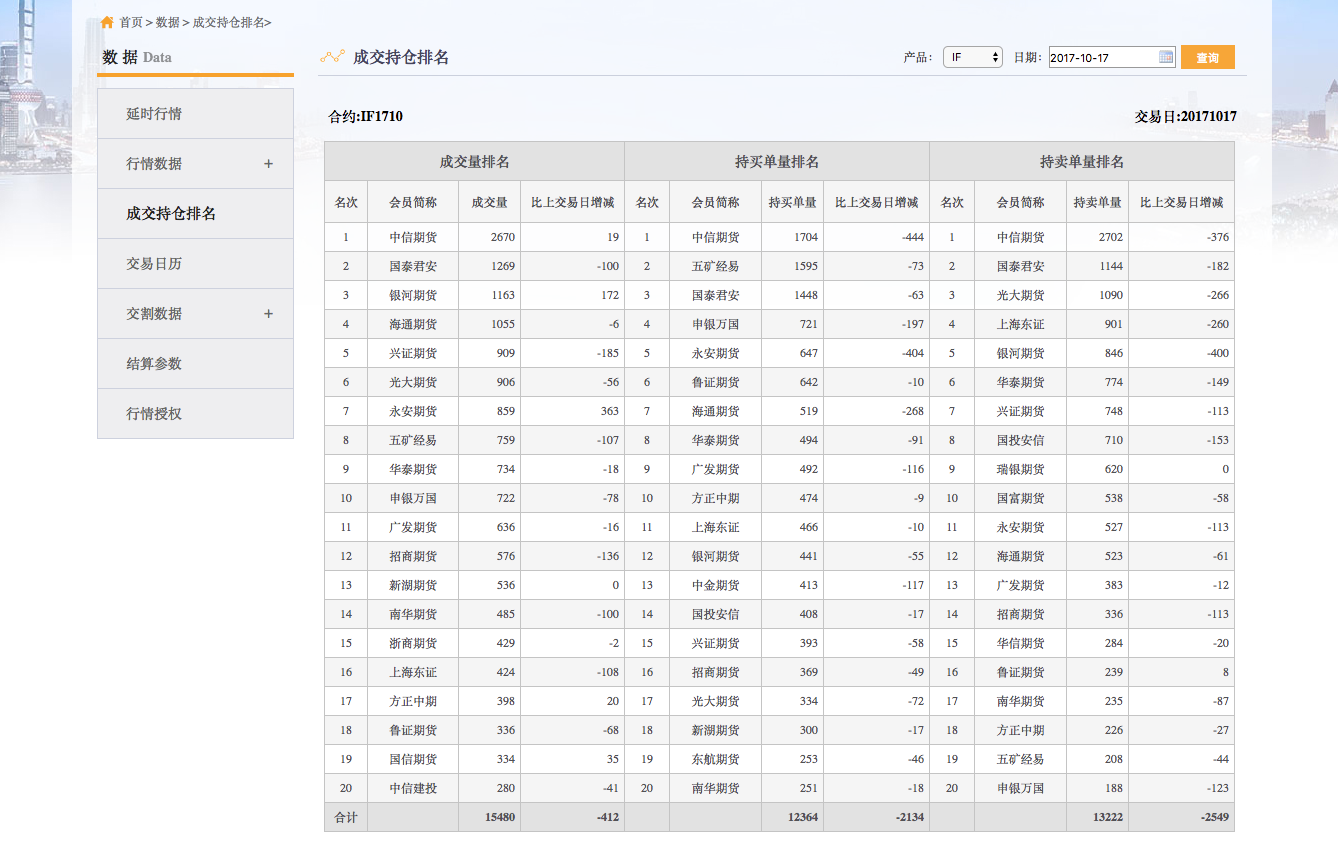 首页 > 数据 > 成交持仓排名>
数 据 Data
延时行情
行情数据 +
成交持仓排名
交易日历
交割数据 +
结算参数
行情授权
成交持仓排名 产品: IF 日期: 2017-10-17 查询
合约:IF1710 交易日:20171017
成交量排名 持买单量排名 持卖单量排名
名次 会员简称 成交量 比上交易日增减 名次 会员简称 持买单量 比上交易日增减 名次 会员简称 持卖单量 比上交易日增减
1 中信期货 2670 19 1 中信期货 1704 -444 1 中信期货 2702 -376
2 国泰君安 1269 -100 2 五矿经易 1595 -73 2 国泰君安 1144 -182
3 银河期货 1163 172 3 国泰君安 1448 -63 3 光大期货 1090 -266
4 海通期货 1055 -6 4 申银万国 721 -197 4 上海东证 901 -260
5 兴证期货 909 -185 5 永安期货 647 -404 5 银河期货 846 -400
6 光大期货 906 -56 6 鲁证期货 642 -10 6 华泰期货 774 -149
7 永安期货 859 363 7 海通期货 519 -268 7 兴证期货 748 -113
8 五矿经易 759 -107 8 华泰期货 494 -91 8 国投安信 710 -153
9 华泰期货 734 -18 9 广发期货 492 -116 9 瑞银期货 620 0
10 申银万国 722 -78 10 方正中期 474 -9 10 国富期货 538 -58
11 广发期货 636 -16 11 上海东证 466 -10 11 永安期货 527 -113
12 招商期货 576 -136 12 银河期货 441 -55 12 海通期货 523 -61
13 新湖期货 536 0 13 中金期货 413 -117 13 广发期货 383 -12
14 南华期货 485 -100 14 国投安信 408 -17 14 招商期货 336 -113
15 浙商期货 429 -2 15 兴证期货 393 -58 15 华信期货 284 -20
16 上海东证 424 -108 16 招商期货 369 -49 16 鲁证期货 239 8
17 方正中期 398 20 17 光大期货 334 -72 17 南华期货 235 -87
18 鲁证期货 336 -68 18 新湖期货 300 -17 18 方正中期 226 -27
19 国信期货 334 35 19 东航期货 253 -46 19 五矿经易 208 -44
20 中信建投 280 -41 20 南华期货 251 -18 20 申银万国 188 -123
合计 15480 -412 12364 -2134 13222 -2549